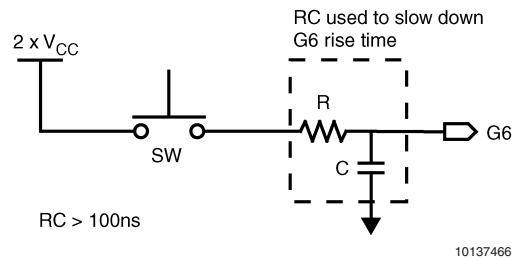 RC used to slow down
G6 rise time
2 x VCC
R
G6
SW
C
RC > 100ns
10137466